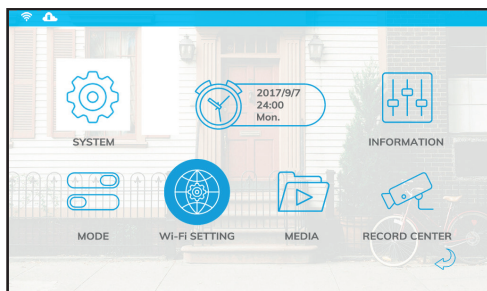 2017/9/7
24:00
Mon.
SYSTEM
INFORMATION
MODE
Wi-Fi SETTING
MEDIA
RECORD CENTER